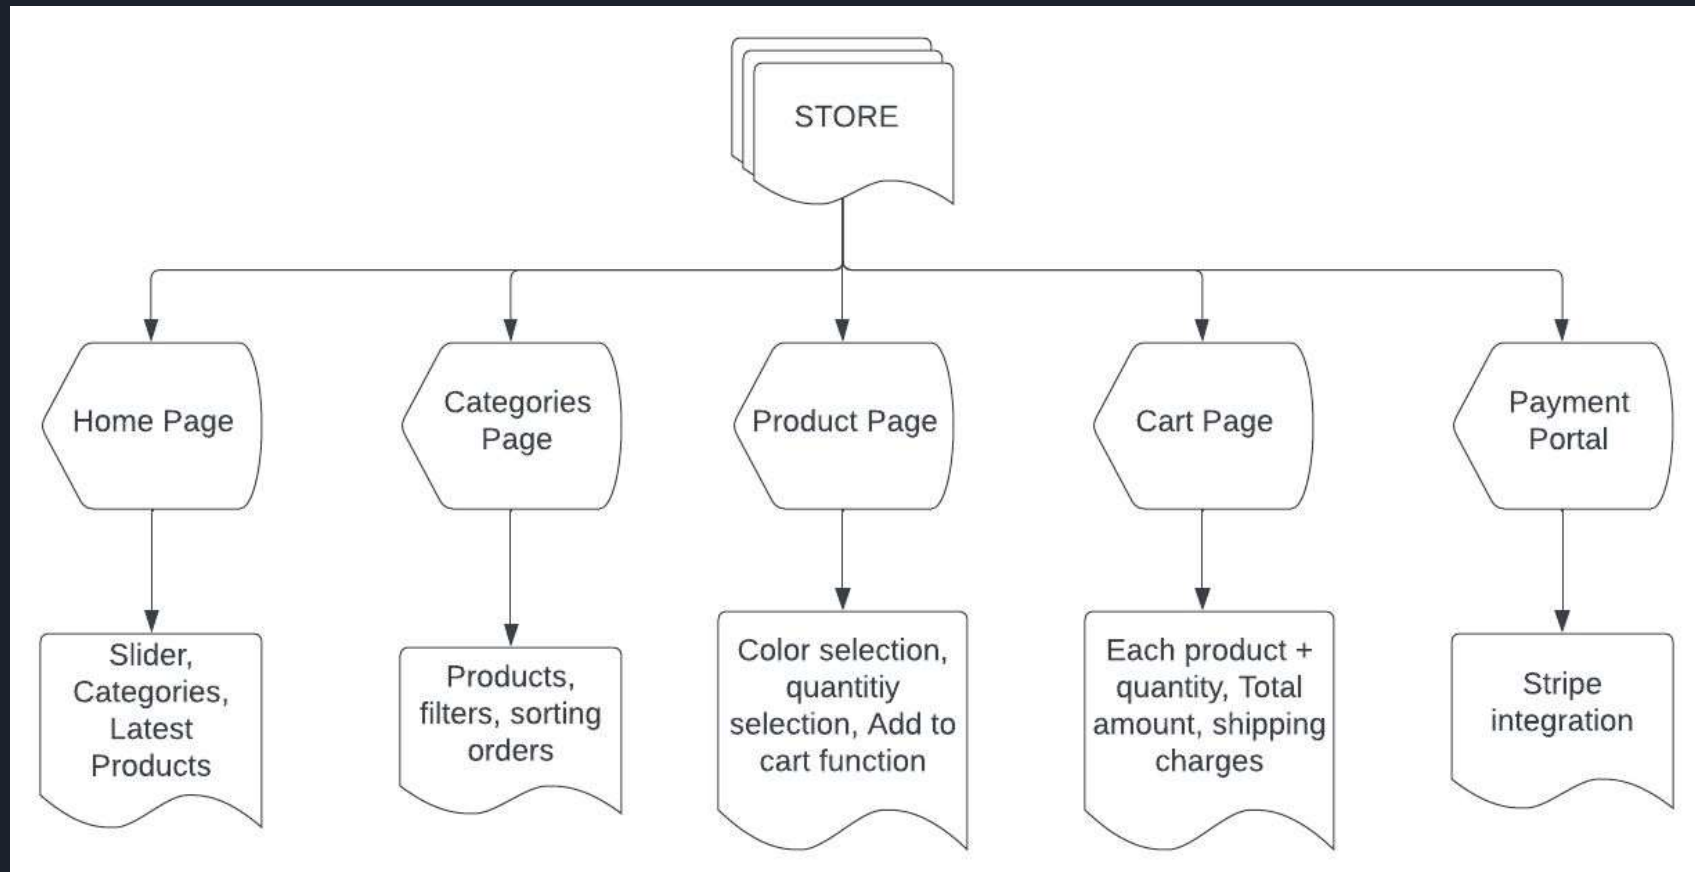 STORE
Home Page
Categories
Page
Product Page
Cart Page
Payment
Portal
Slider,
Categories,
Latest
Products
Products,
filters, sorting
orders
Color selection,
quantitiy
selection, Add to
cart function
Each product +
quantity, Total
amount, shipping
charges
Stripe
integration